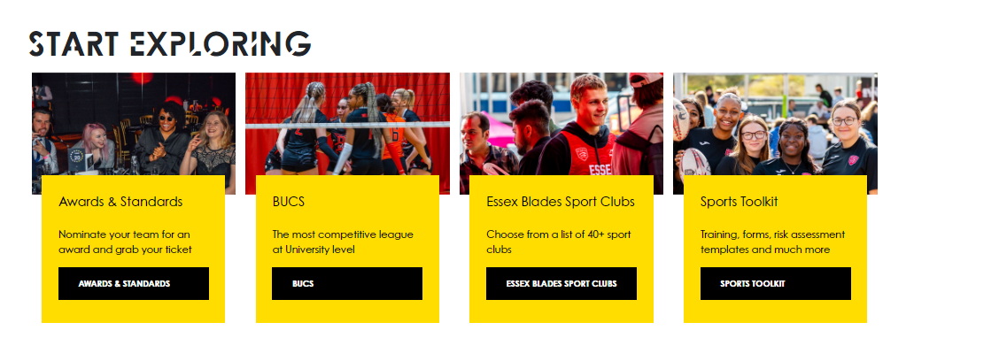 START EXPLORING
ESSE
Awards & Standards
Nominate your team for an
award and grab your ticket
AWARDS & STANDARDS
BUCS
The most competitive league
at University level
BUCS
Essex Blades Sport Clubs
Choose from a list of 40+ sport
clubs
ESSEX BLADES SPORT CLUBS
Sports Toolkit
Training, forms, risk assessment
templates and much more
SPORTS TOOLKIT